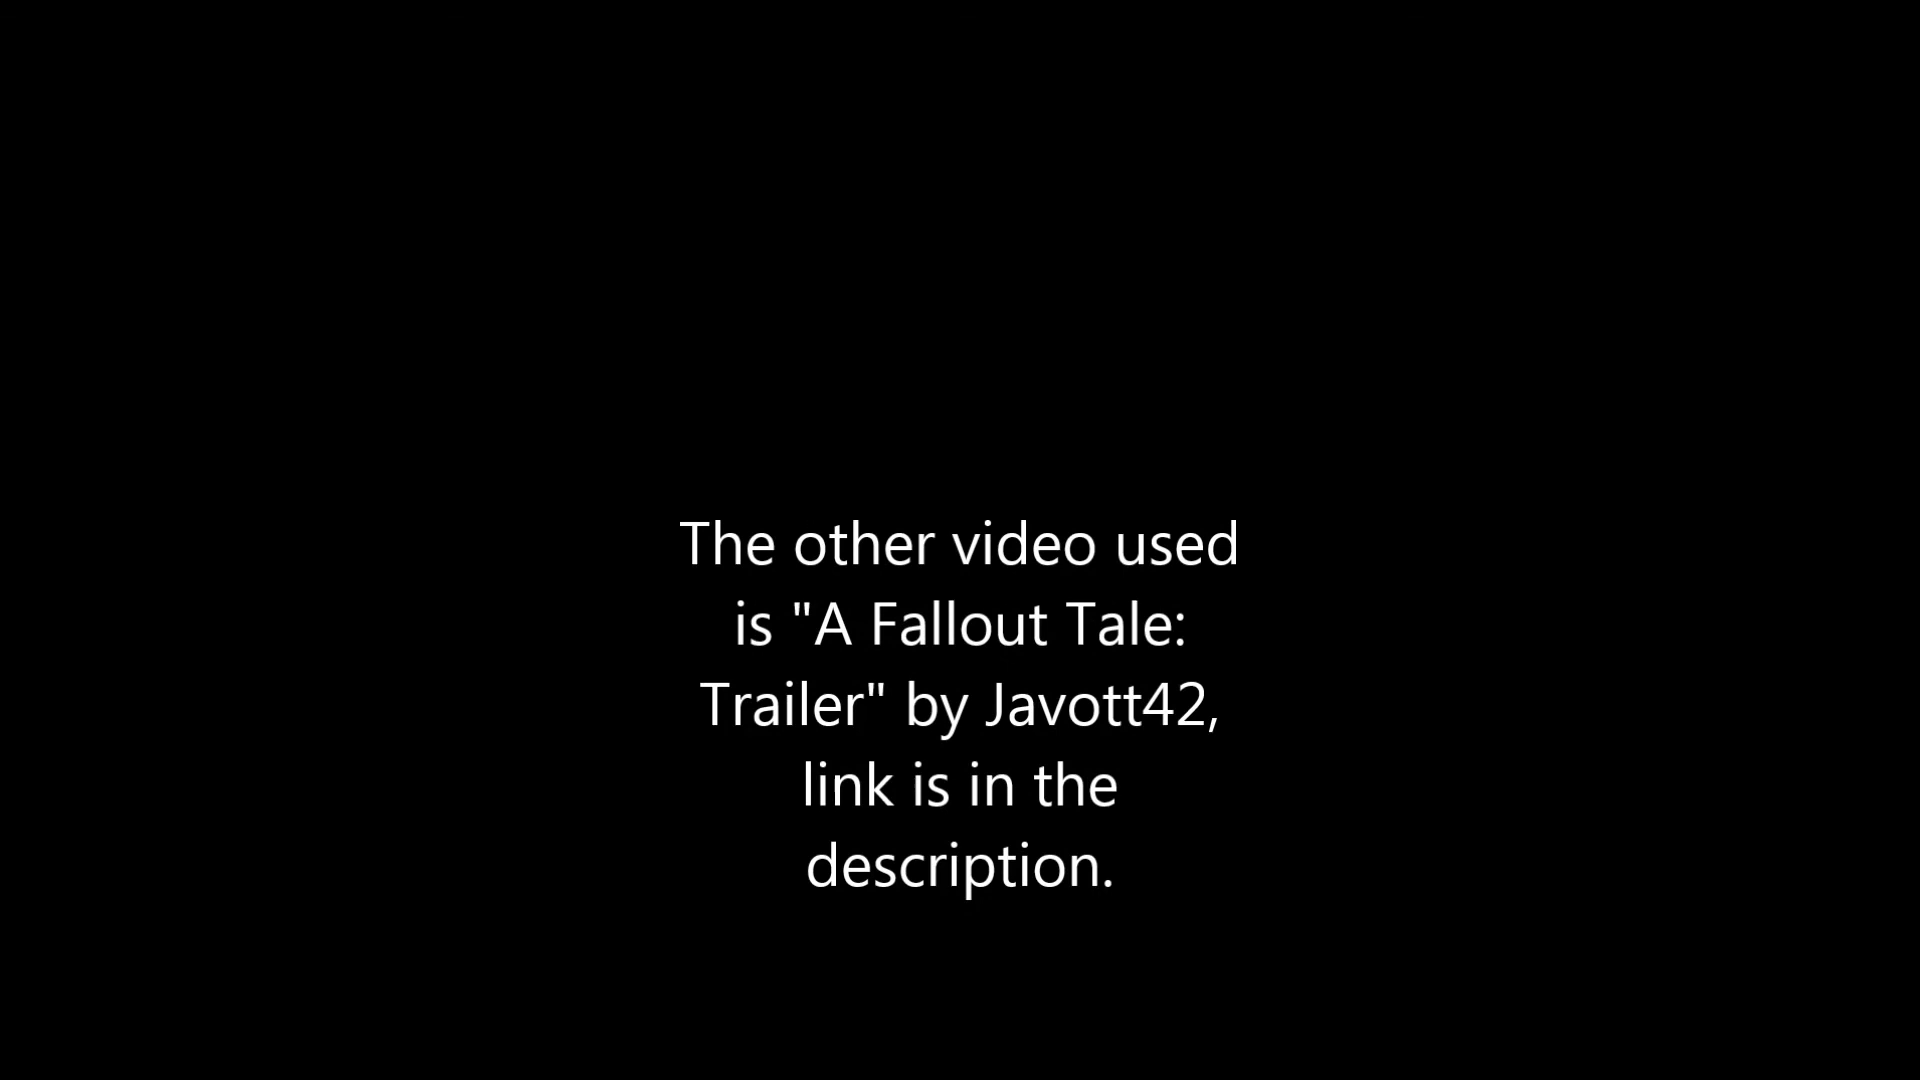 The other video used
is "A Fallout Tale:
Trailer" by Javott42,
link is in the
description.